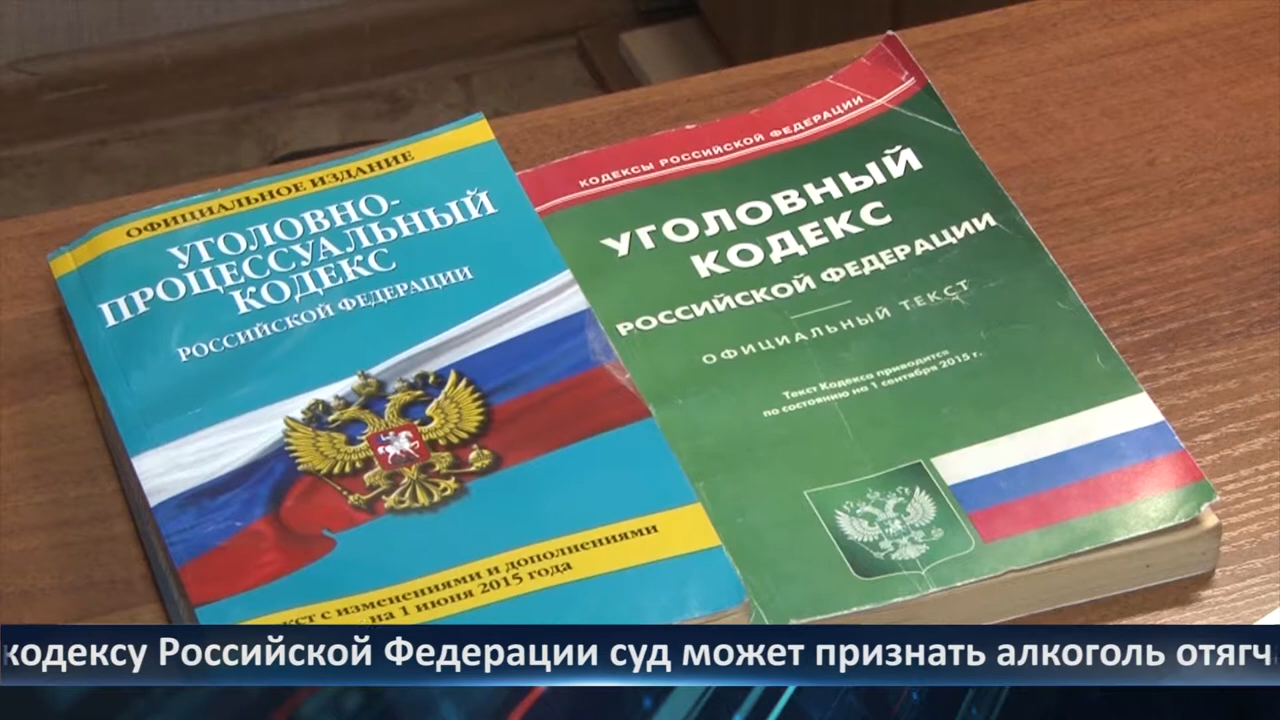 ОФИЦИАЛЬНОЕ ИЗДАНИЕ
УГОЛОВНО-
ПРОЦЕССУАЛЬНЫЙ
КОДЕКС
РОССИЙСКОЙ ФЕДЕРАЦИИ
с изменениями и дополнениями
на 1 июня 2015 года
КОДЕКСЫ РОССИЙСКОЙ ФЕДЕРАЦИИ
УГОЛОВНЫЙ
КОДЕКС
РОССИЙСКОЙ ФЕДЕРАЦИИ
ОФИЦИАЛЬНЫЙ ТЕКСТ
Текст Кодекса приводится
по состоянию на 1 сентября 2015 г.
кодексу Российской Федерации суд может признать алкоголь отягч